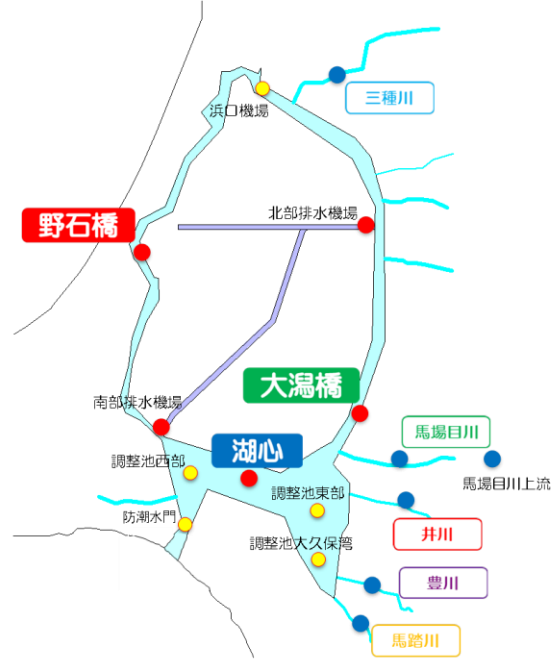 三種川
浜口機場
北部排水機場
野石橋
大潟橋
南部排水機場
馬場目川
湖心
調整池西部
馬場目川上流
調整池東部
防潮水門
井川
調整池大久保湾
豊川
馬踏川